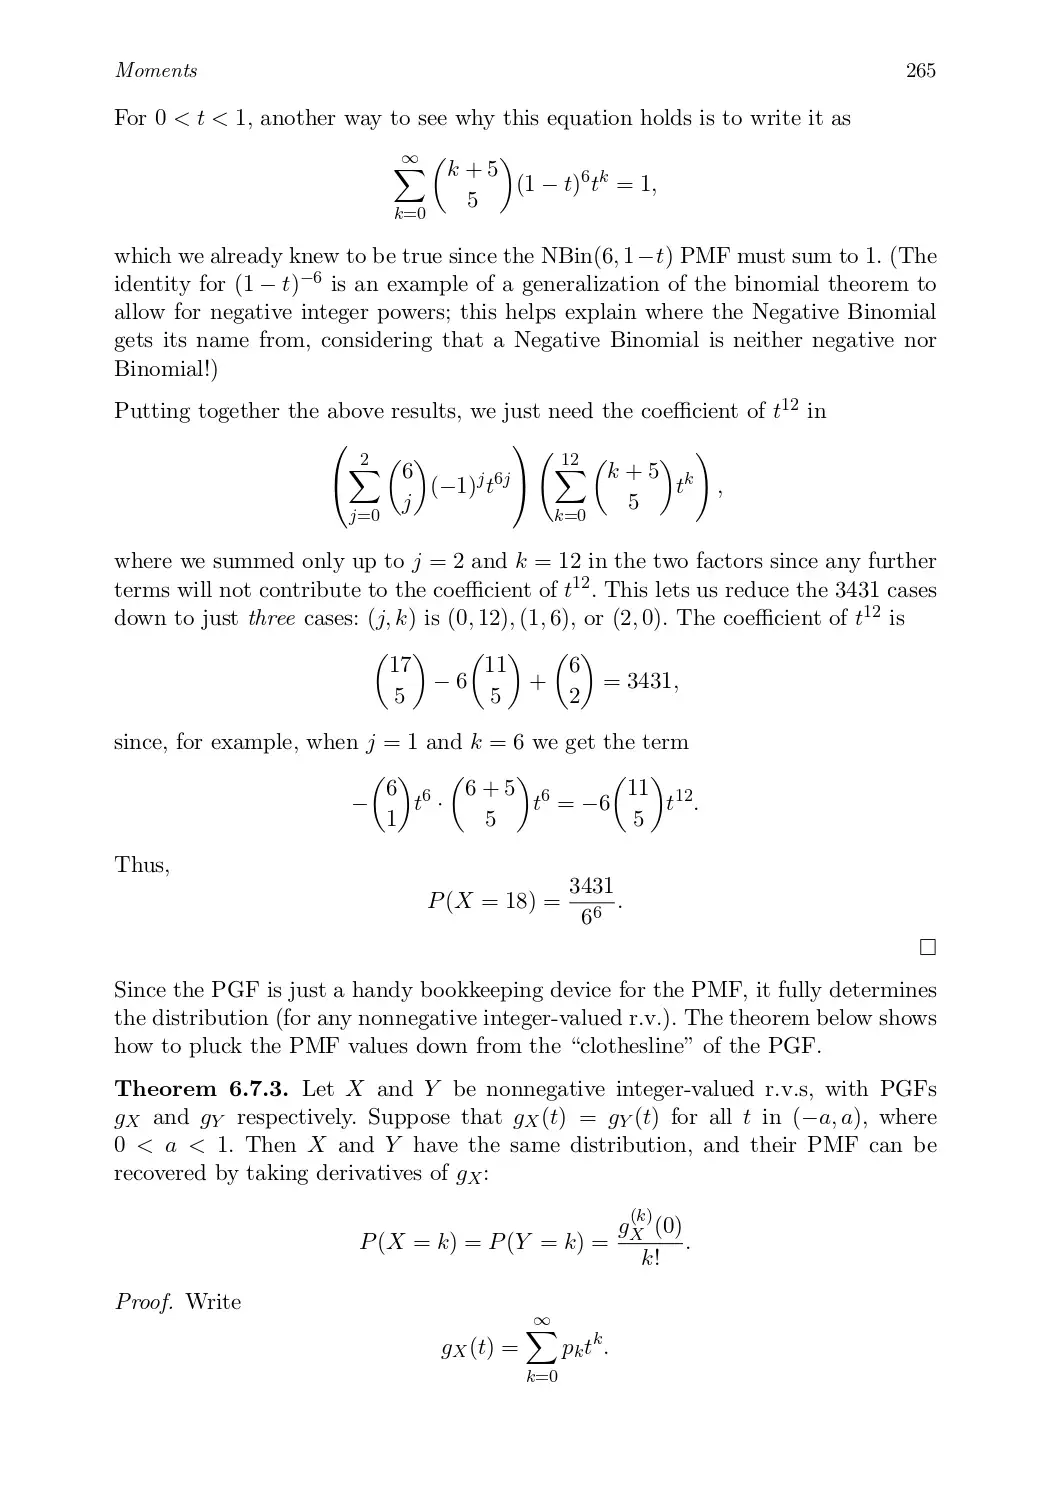 Moments 265
For 0 < t < 1, another way to see why this equation holds is to write it as
$$\sum_{k=0}^{\infty} \binom{k+5}{5} (1-t)^6 t^k = 1,$$
which we already knew to be true since the NBin(6, 1−t) PMF must sum to 1. (The
identity for $(1-t)^{-6}$ is an example of a generalization of the binomial theorem to
allow for negative integer powers; this helps explain where the Negative Binomial
gets its name from, considering that a Negative Binomial is neither negative nor
Binomial!)
Putting together the above results, we just need the coefficient of $t^{12}$ in
$$\left(\sum_{j=0}^{2} \binom{6}{j} (-1)^j t^{6j}\right) \left(\sum_{k=0}^{12} \binom{k+5}{5} t^k\right),$$
where we summed only up to j = 2 and k = 12 in the two factors since any further
terms will not contribute to the coefficient of $t^{12}$. This lets us reduce the 3431 cases
down to just three cases: (j, k) is (0, 12), (1, 6), or (2, 0). The coefficient of $t^{12}$ is
$$\binom{17}{5} - 6\binom{11}{5} + \binom{6}{2} = 3431,$$
since, for example, when j = 1 and k = 6 we get the term
$$-\binom{6}{1} t^6 \cdot \binom{6+5}{5} t^6 = -6\binom{11}{5} t^{12}.$$
Thus,
$$P(X = 18) = \frac{3431}{6^6}.$$
□
Since the PGF is just a handy bookkeeping device for the PMF, it fully determines
the distribution (for any nonnegative integer-valued r.v.). The theorem below shows
how to pluck the PMF values down from the “clothesline” of the PGF.
Theorem 6.7.3. Let X and Y be nonnegative integer-valued r.v.s, with PGFs
$g_X$ and $g_Y$ respectively. Suppose that $g_X(t) = g_Y(t)$ for all t in (−a, a), where
0 < a < 1. Then X and Y have the same distribution, and their PMF can be
recovered by taking derivatives of $g_X$:
$$P(X = k) = P(Y = k) = \frac{g_X^{(k)}(0)}{k!}.$$
Proof. Write
$$g_X(t) = \sum_{k=0}^{\infty} p_k t^k.$$